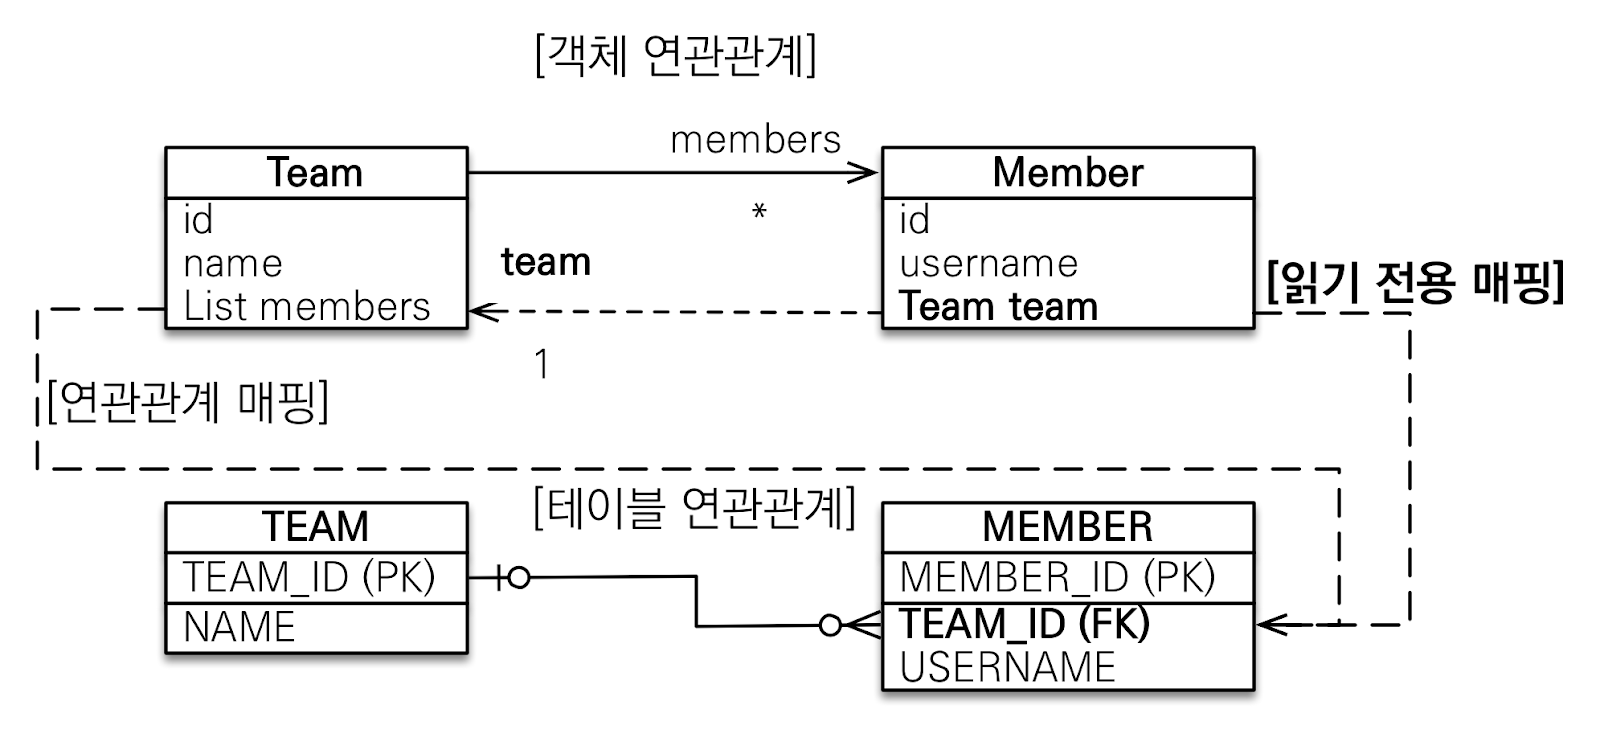 [객체 연관관계]
members
Team
id
name
List members
*
team
1
Member
id
username
Team team
[읽기 전용 매핑]
[연관관계 매핑]
[테이블 연관관계]
TEAM
TEAM_ID (PK)
NAME
MEMBER
MEMBER_ID (PK)
TEAM_ID (FK)
USERNAME